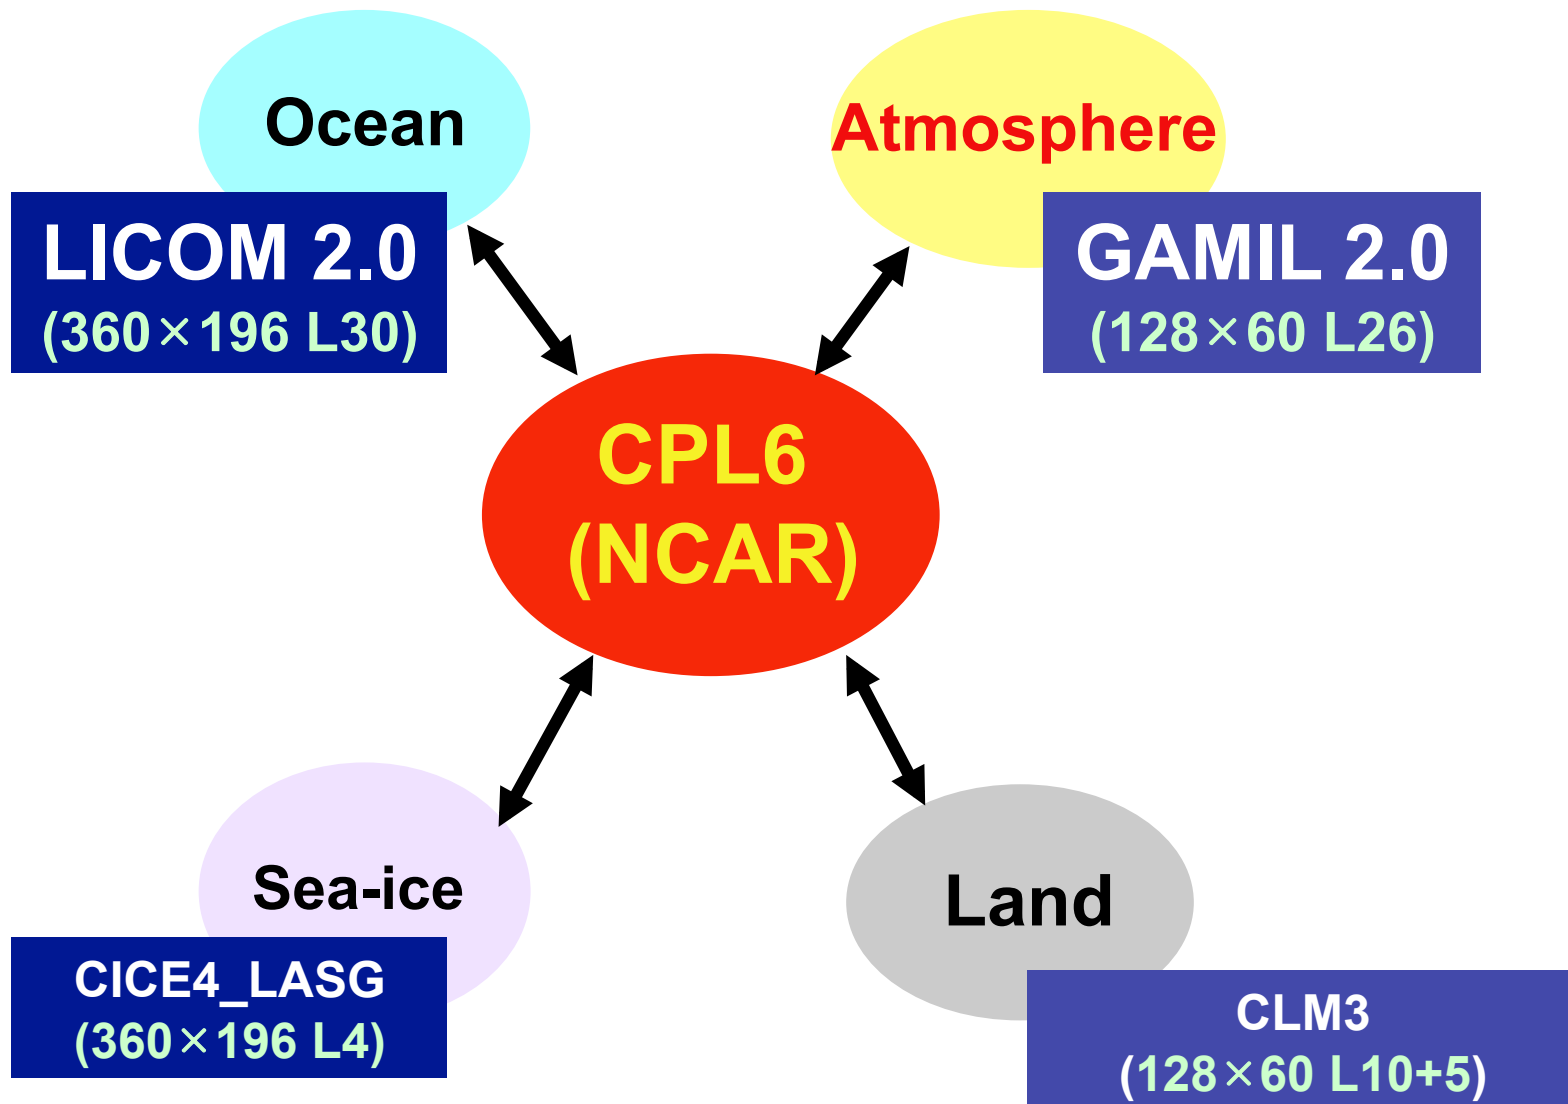 Ocean
LICOM 2.0
(360×196 L30)
Atmosphere
GAMIL 2.0
(128×60 L26)
CPL6
(NCAR)
Sea-ice
CICE4_LASG
(360×196 L4)
Land
CLM3
(128×60 L10+5)